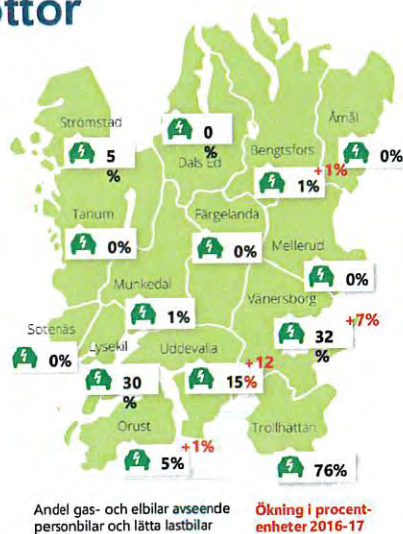 ottor
Strömstad
5
%
0
%
Dals Ed
Bengtsfors
+1%
1%
Åmål
0%
Tanum
0%
Färgelanda
0%
Mellerud
0%
Munkedal
1%
Vänersborg
+7%
32
%
Sotenäs
0%
Lysekil
30
%
Uddevalla
+12
15%
Orust
+1%
5%
Trollhättan
76%
Andel gas- och elbilar avseende
personbilar och lätta lastbilar
Ökning i procent-
enheter 2016-17